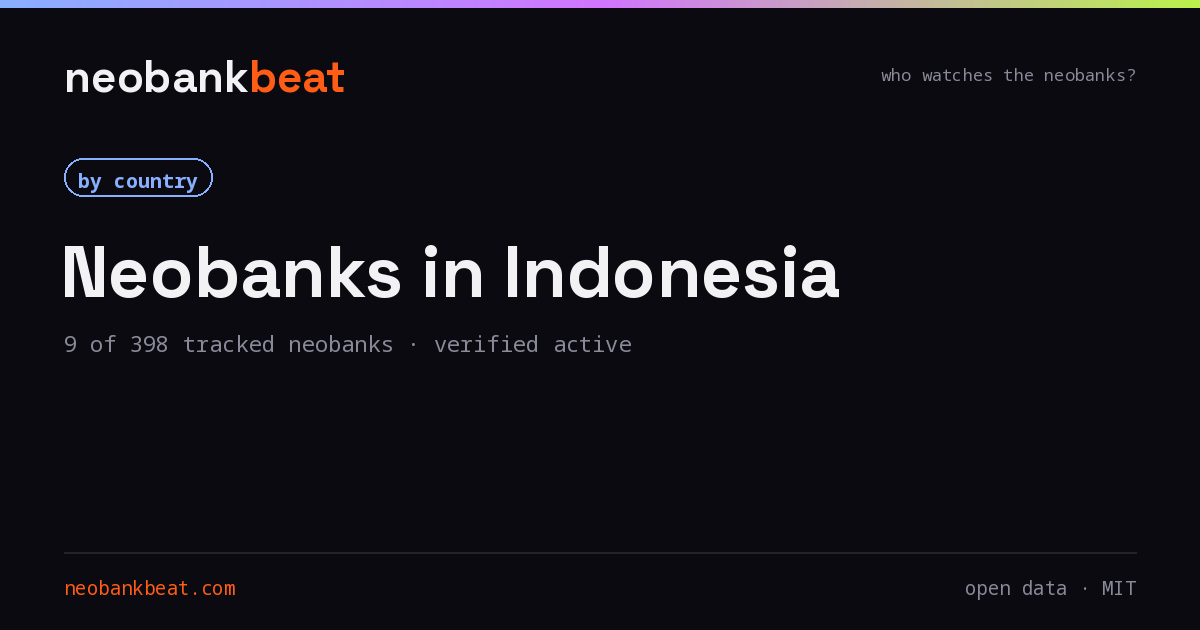 neobankbeat
who watches the neobanks?
by country
Neobanks in Indonesia
9 of 398 tracked neobanks · verified active
neobankbeat.com
open data · MIT